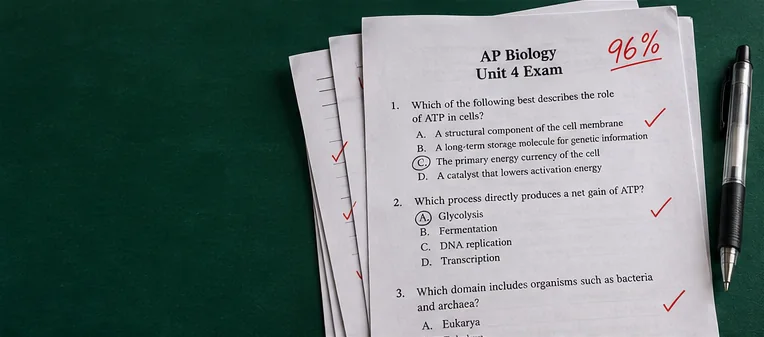 AP Biology
96%
Unit 4 Exam
1. Which of the following best describes the role
of ATP in cells?
A. A structural component of the cell membrane
B. A long-term storage molecule for genetic information
C. The primary energy currency of the cell
D. A catalyst that lowers activation energy
2. Which process directly produces a net gain of ATP?
A. Glycolysis
B. Fermentation
C. DNA replication
D. Transcription
3. Which domain includes organisms such as bacteria
and archaea?
A. Eukarya